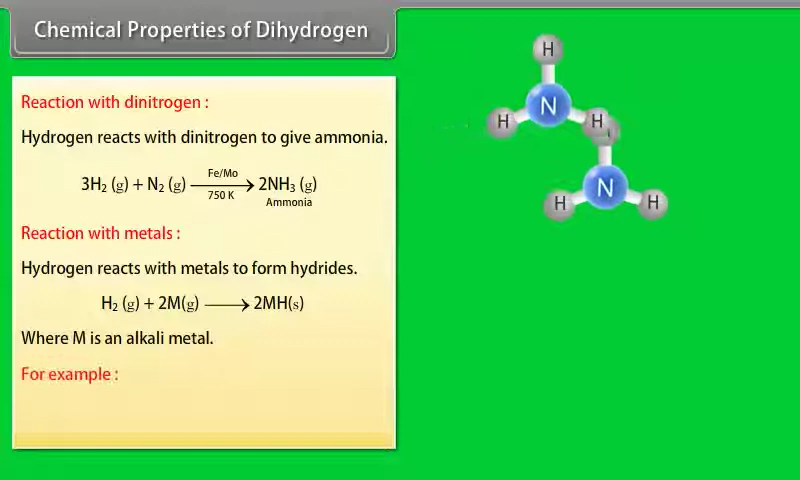 Chemical Properties of Dihydrogen
Reaction with dinitrogen :
Hydrogen reacts with dinitrogen to give ammonia.
Fe/Mo
3H₂ (g) + N₂ (g) ⟶ 2NH₃ (g)
750 K
Ammonia
Reaction with metals :
Hydrogen reacts with metals to form hydrides.
H₂ (g) + 2M(g) ⟶ 2MH(s)
Where M is an alkali metal.
For example :
H
N
H
H
N
H
H